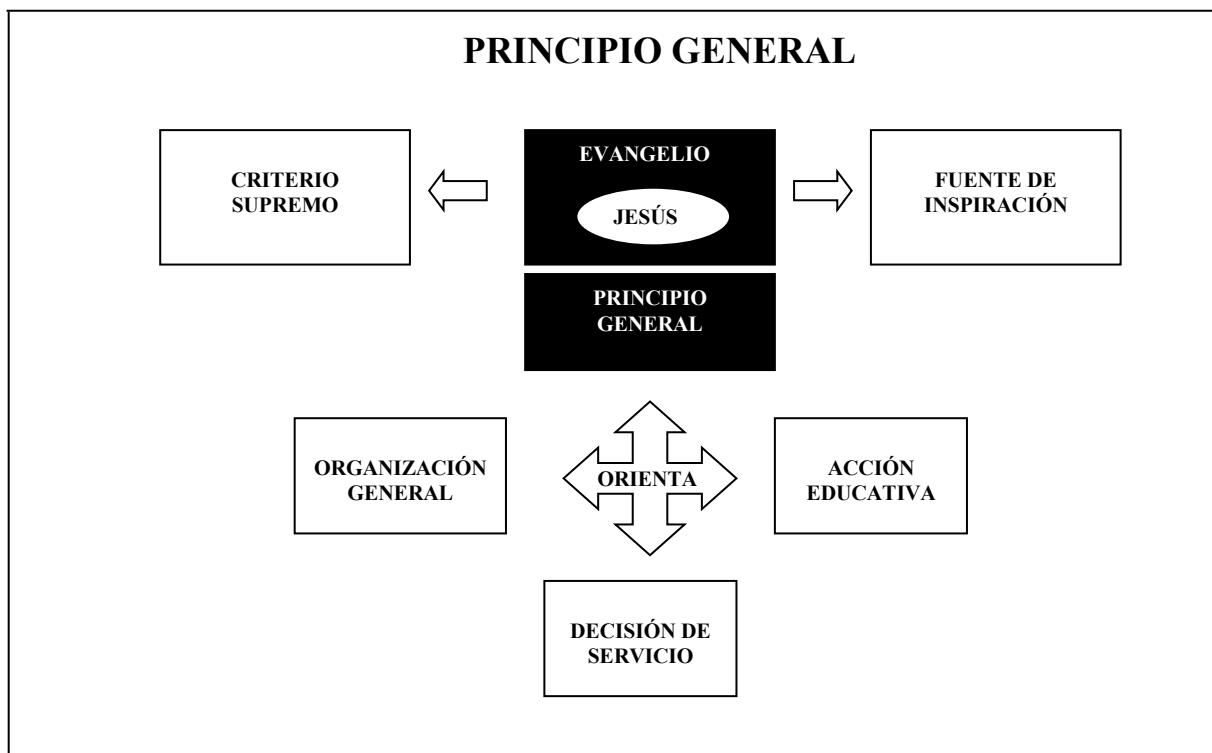 PRINCIPIO GENERAL
CRITERIO
SUPREMO
EVANGELIO
JESÚS
FUENTE DE
INSPIRACIÓN
PRINCIPIO
GENERAL
ORGANIZACIÓN
GENERAL
ORIENTA
ACCIÓN
EDUCATIVA
DECISIÓN DE
SERVICIO